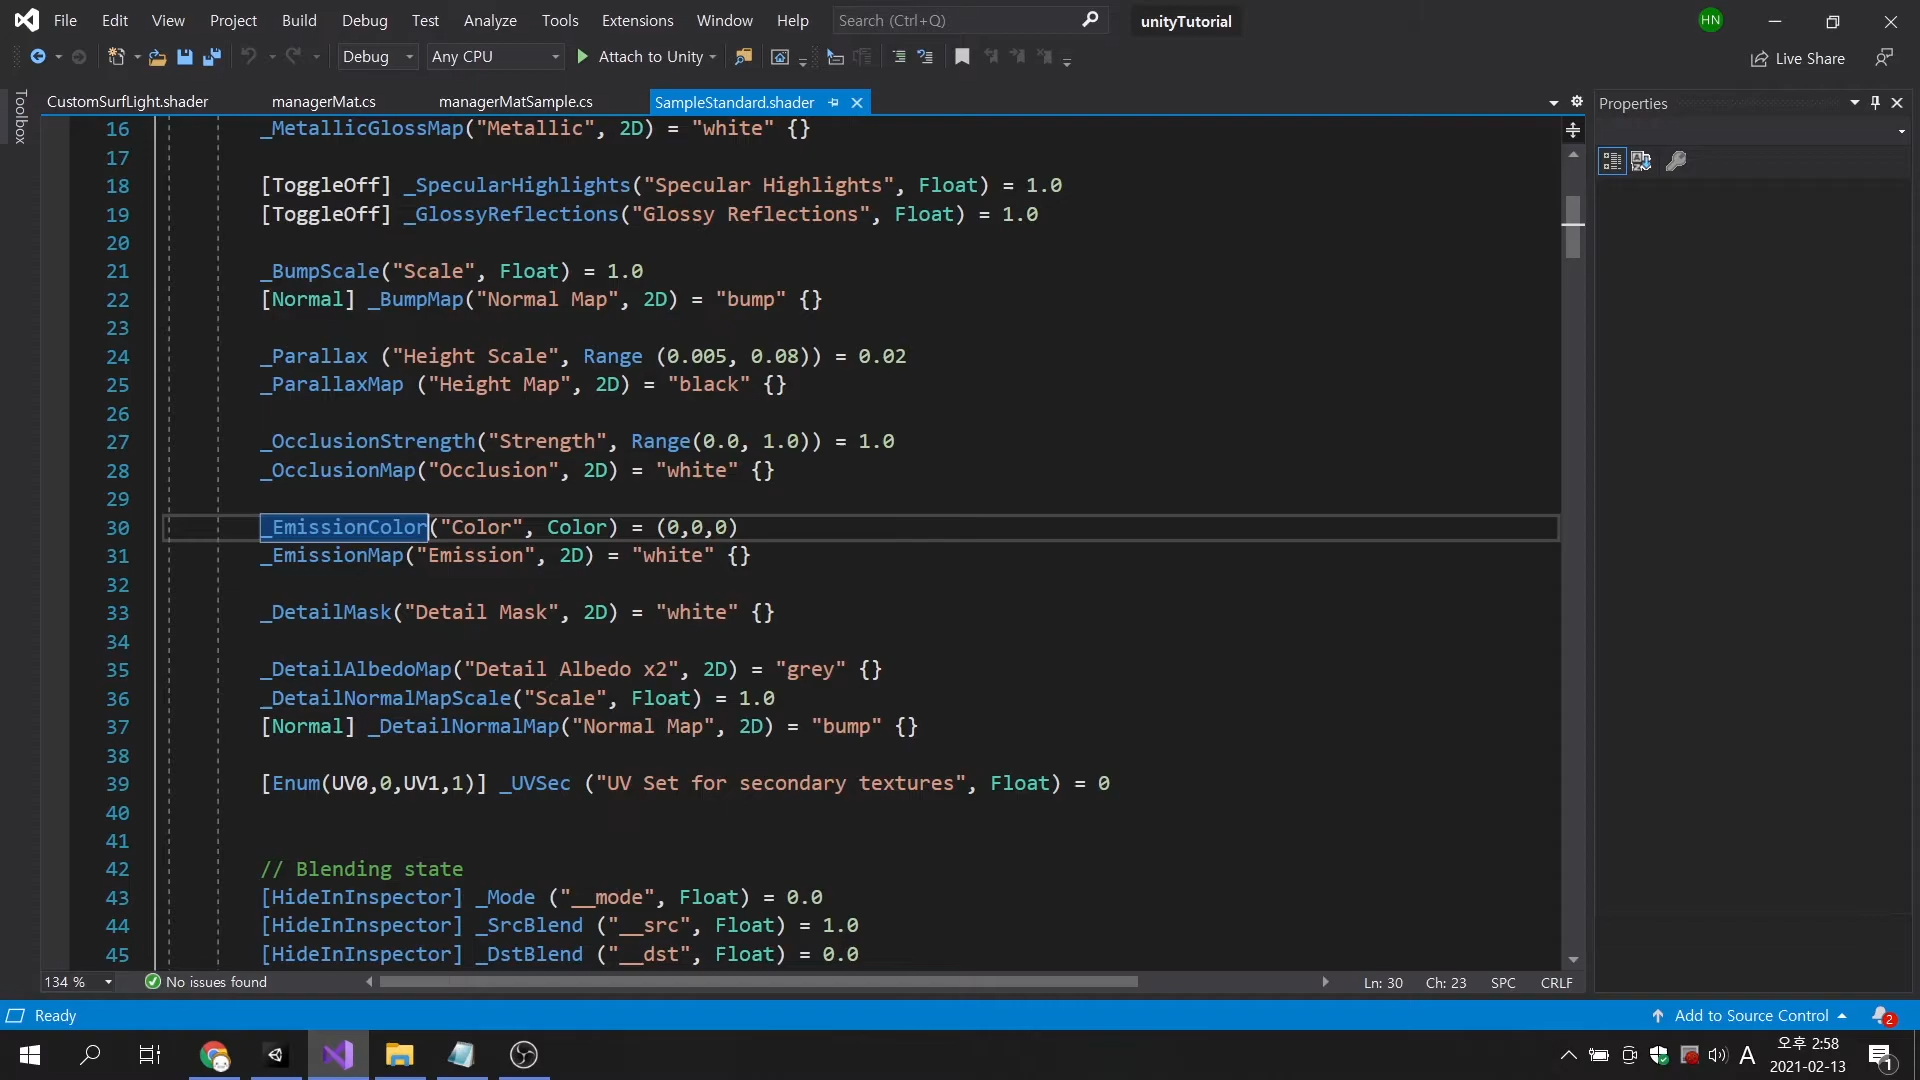 File Edit View Project Build Debug Test Analyze Tools Extensions Window Help Search (Ctrl+Q) unityTutorial HN
Debug Any CPU Attach to Unity Live Share
Toolbox
CustomSurfLight.shader managerMat.cs managerMatSample.cs SampleStandard.shader Properties
16 _MetallicGlossMap("Metallic", 2D) = "white" {}
17
18 [ToggleOff] _SpecularHighlights("Specular Highlights", Float) = 1.0
19 [ToggleOff] _GlossyReflections("Glossy Reflections", Float) = 1.0
20
21 _BumpScale("Scale", Float) = 1.0
22 [Normal] _BumpMap("Normal Map", 2D) = "bump" {}
23
24 _Parallax ("Height Scale", Range (0.005, 0.08)) = 0.02
25 _ParallaxMap ("Height Map", 2D) = "black" {}
26
27 _OcclusionStrength("Strength", Range(0.0, 1.0)) = 1.0
28 _OcclusionMap("Occlusion", 2D) = "white" {}
29
30 _EmissionColor("Color", Color) = (0,0,0)
31 _EmissionMap("Emission", 2D) = "white" {}
32
33 _DetailMask("Detail Mask", 2D) = "white" {}
34
35 _DetailAlbedoMap("Detail Albedo x2", 2D) = "grey" {}
36 _DetailNormalMapScale("Scale", Float) = 1.0
37 [Normal] _DetailNormalMap("Normal Map", 2D) = "bump" {}
38
39 [Enum(UV0,0,UV1,1)] _UVSec ("UV Set for secondary textures", Float) = 0
40
41
42 // Blending state
43 [HideInInspector] _Mode ("__mode", Float) = 0.0
44 [HideInInspector] _SrcBlend ("__src", Float) = 1.0
45 [HideInInspector] _DstBlend ("__dst", Float) = 0.0
134 % No issues found Ln: 30 Ch: 23 SPC CRLF
Ready Add to Source Control 2
A 오후 2:58
2021-02-13 1